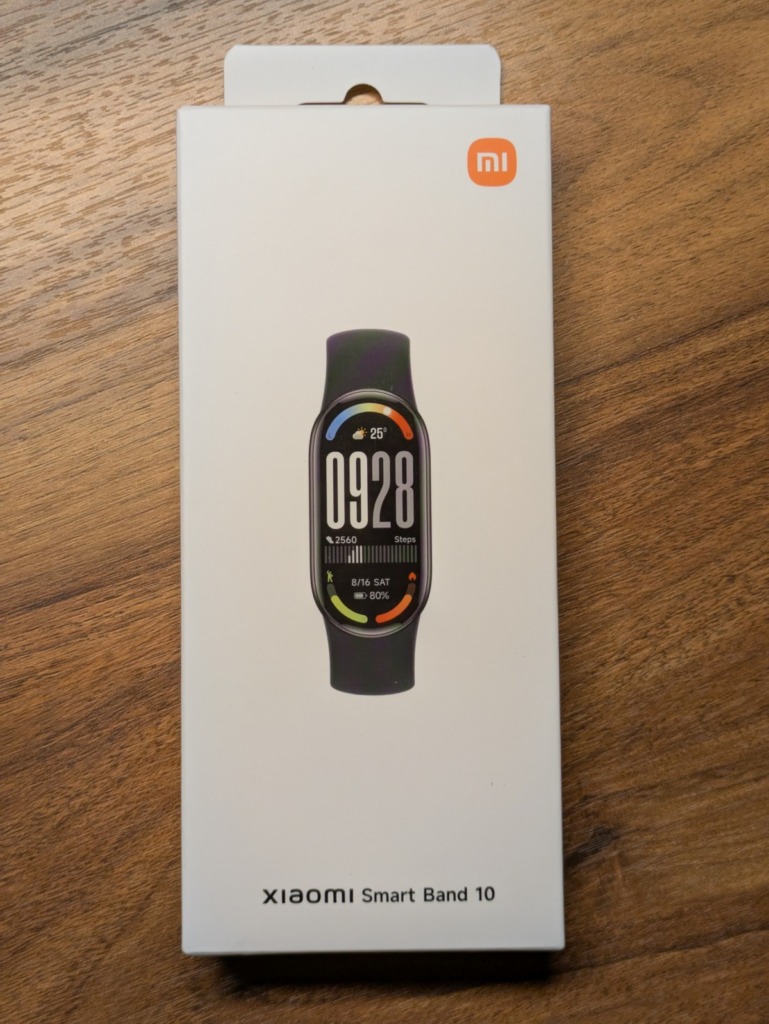 mi
25°
0928
2560 Steps
8/16 SAT
80%
xiaomi Smart Band 10